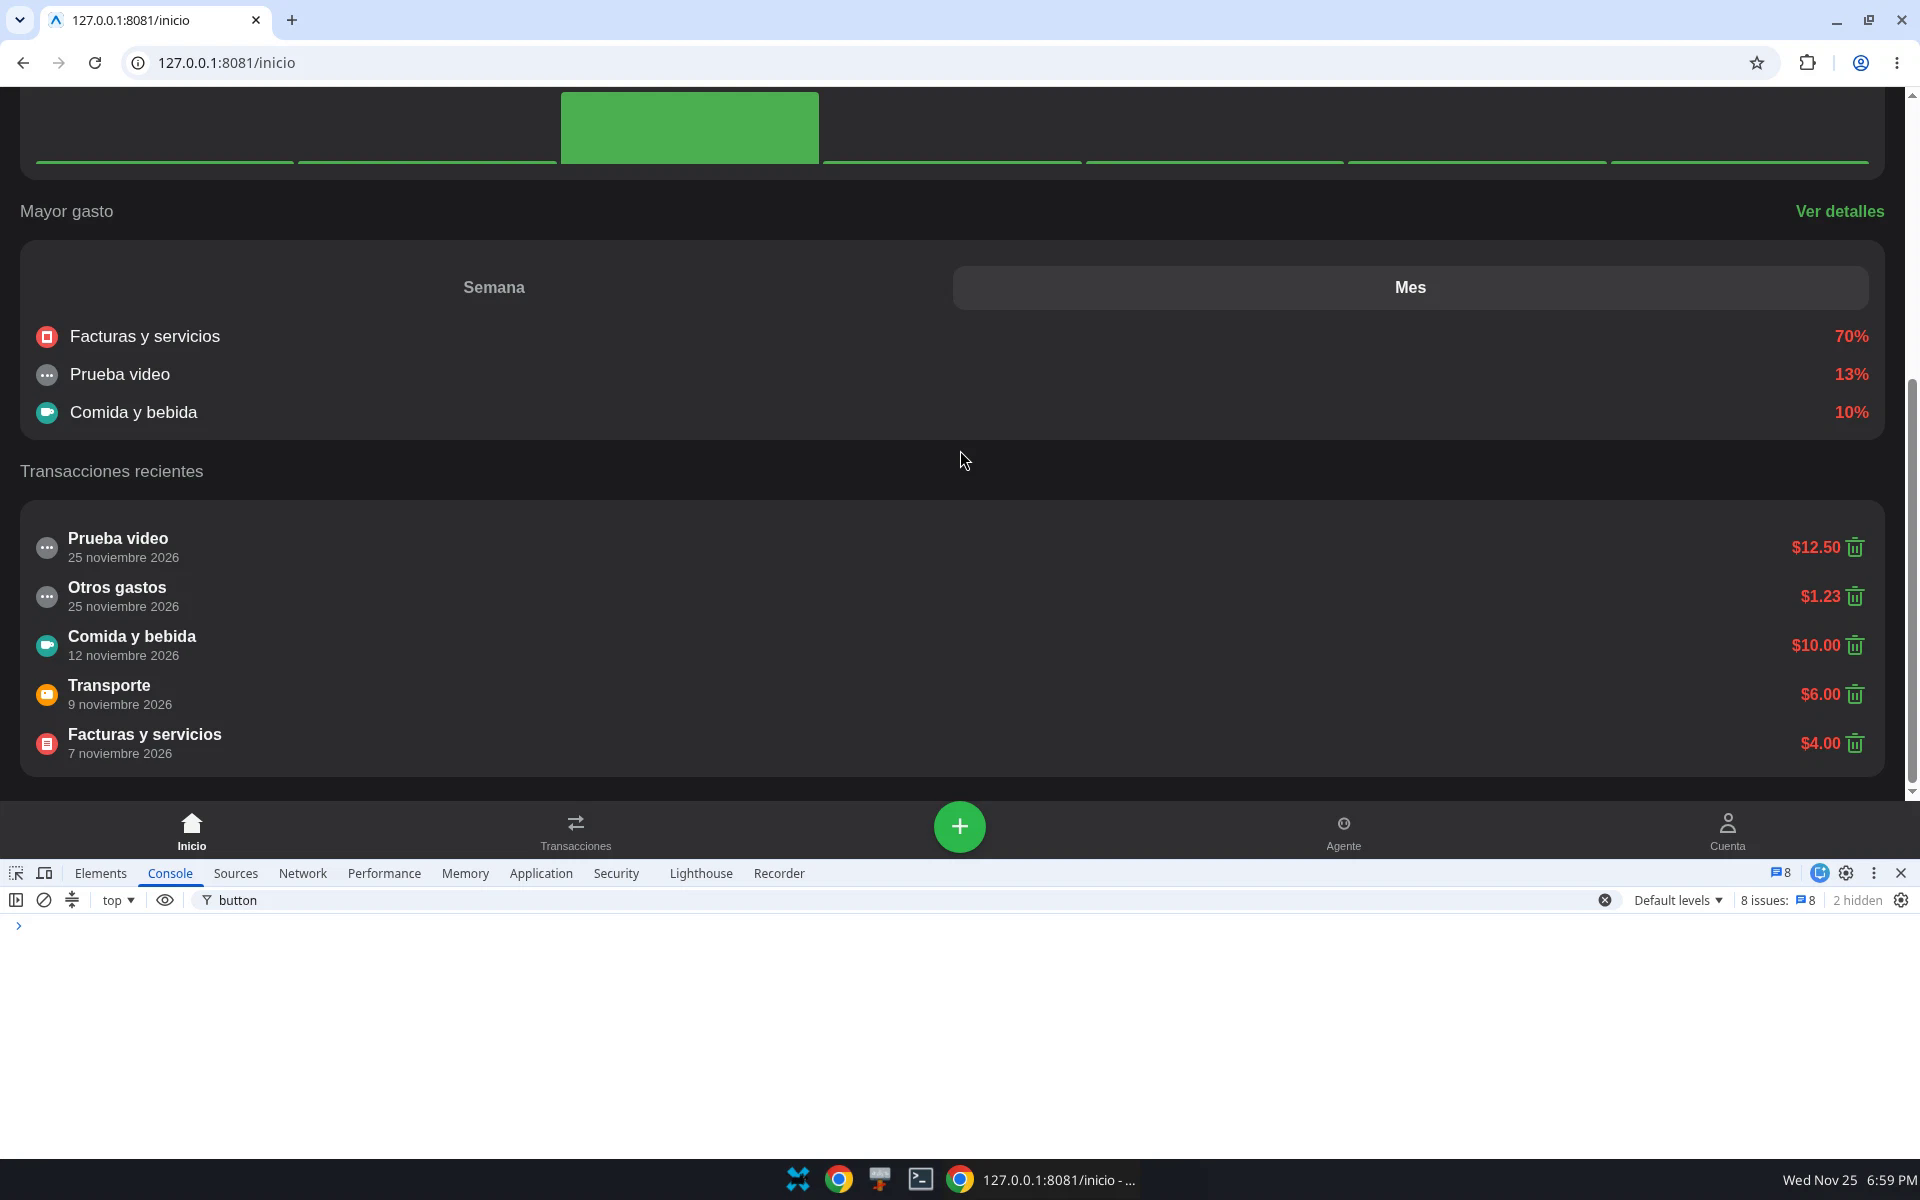 127.0.0.1:8081/inicio
127.0.0.1:8081/inicio
Mayor gasto
Ver detalles
Semana
Mes
Facturas y servicios
70%
Prueba video
13%
Comida y bebida
10%
Transacciones recientes
Prueba video
25 noviembre 2026
$12.50
Otros gastos
25 noviembre 2026
$1.23
Comida y bebida
12 noviembre 2026
$10.00
Transporte
9 noviembre 2026
$6.00
Facturas y servicios
7 noviembre 2026
$4.00
Inicio
Transacciones
+
Agente
Cuenta
Elements Console Sources Network Performance Memory Application Security Lighthouse Recorder 8
top button Default levels 8 issues: 8 2 hidden
127.0.0.1:8081/inicio - ...
Wed Nov 25 6:59 PM